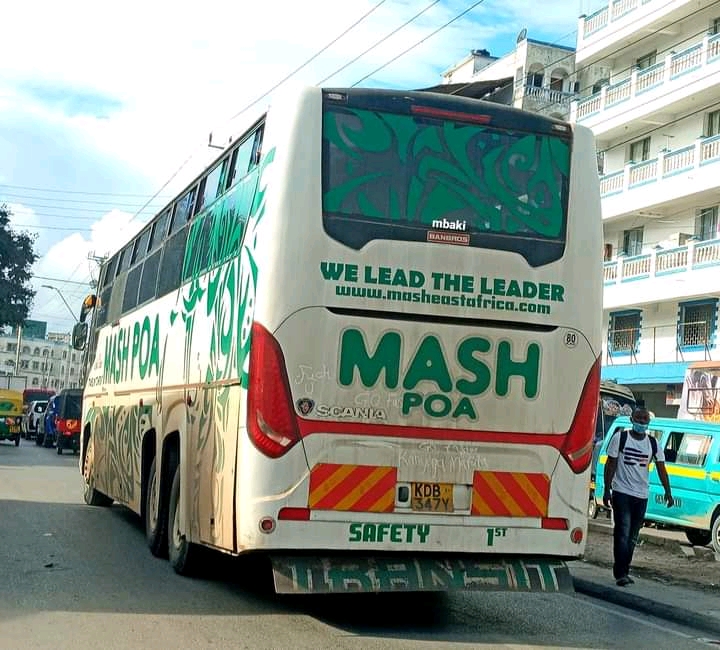 mbaki
BANBROS
WE LEAD THE LEADER
www.masheastafrica.com
80
MASH
POA
SCANIA
MASH POA
KDB
347Y
SAFETY 1ST
TRANSIT